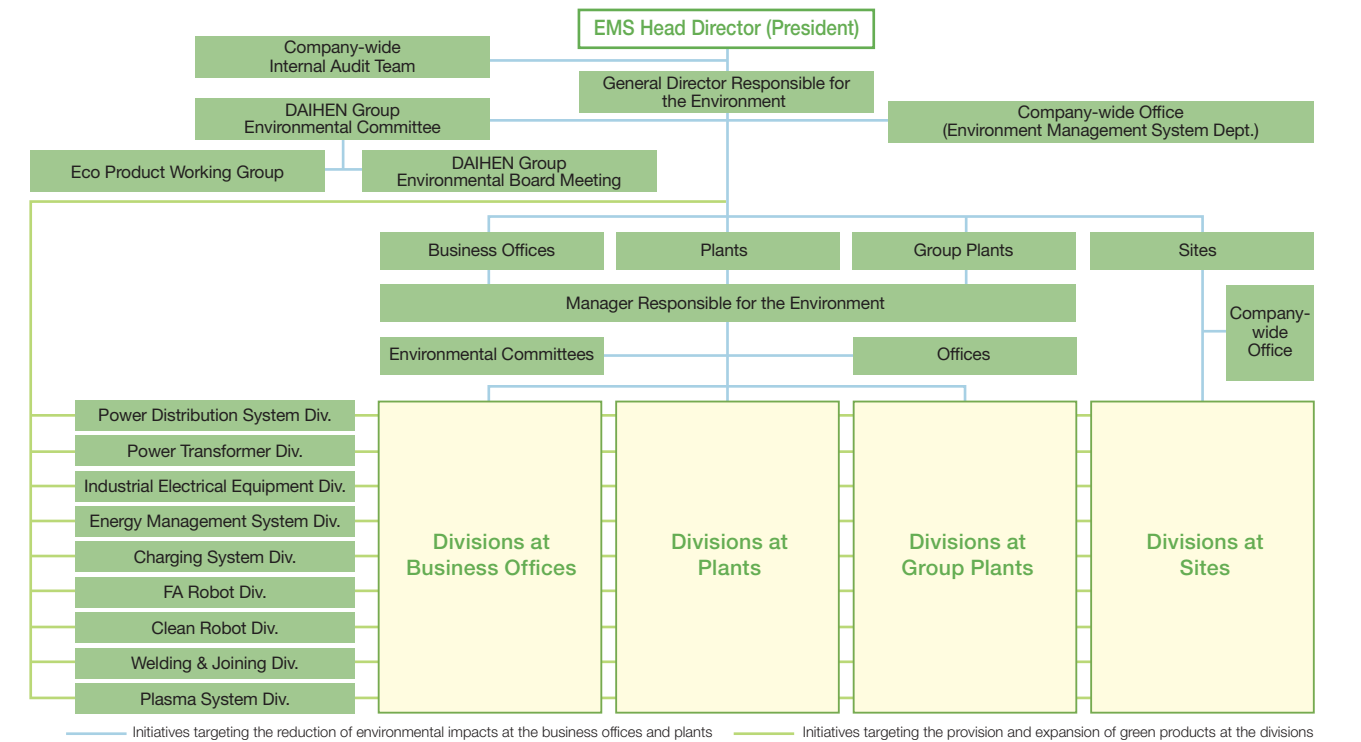 EMS Head Director (President)
Company-wide
Internal Audit Team
General Director Responsible for
the Environment
DAIHEN Group
Environmental Committee
Company-wide Office
(Environment Management System Dept.)
Eco Product Working Group
DAIHEN Group
Environmental Board Meeting
Business Offices
Plants
Group Plants
Sites
Manager Responsible for the Environment
Company-
wide
Office
Environmental Committees
Offices
Power Distribution System Div.
Power Transformer Div.
Industrial Electrical Equipment Div.
Energy Management System Div.
Charging System Div.
FA Robot Div.
Clean Robot Div.
Welding & Joining Div.
Plasma System Div.
Divisions at
Business Offices
Divisions at
Plants
Divisions at
Group Plants
Divisions at
Sites
Initiatives targeting the reduction of environmental impacts at the business offices and plants
Initiatives targeting the provision and expansion of green products at the divisions